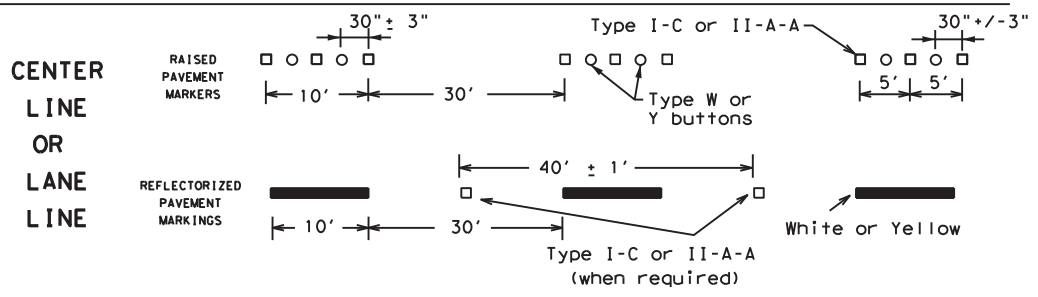 30"± 3"
Type I-C or II-A-A
30"+/-3"
CENTER
LINE
OR
LANE
LINE
RAISED
PAVEMENT
MARKERS
10'
30'
5'
5'
Type W or
Y buttons
REFLECTORIZED
PAVEMENT
MARKINGS
40' ± 1'
10'
30'
White or Yellow
Type I-C or II-A-A
(when required)